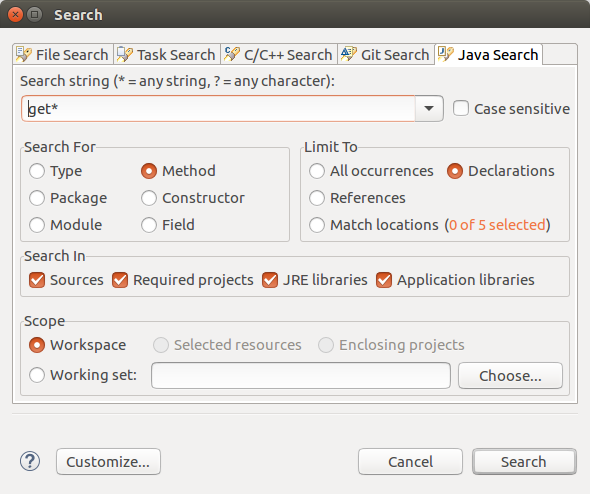 Search
File Search Task Search C/C++ Search Git Search Java Search
Search string (* = any string, ? = any character):
get* Case sensitive
Search For Limit To
Type Method All occurrences Declarations
Package Constructor References
Module Field Match locations (0 of 5 selected)
Search In
Sources Required projects JRE libraries Application libraries
Scope
Workspace Selected resources Enclosing projects
Working set: Choose...
? Customize... Cancel Search